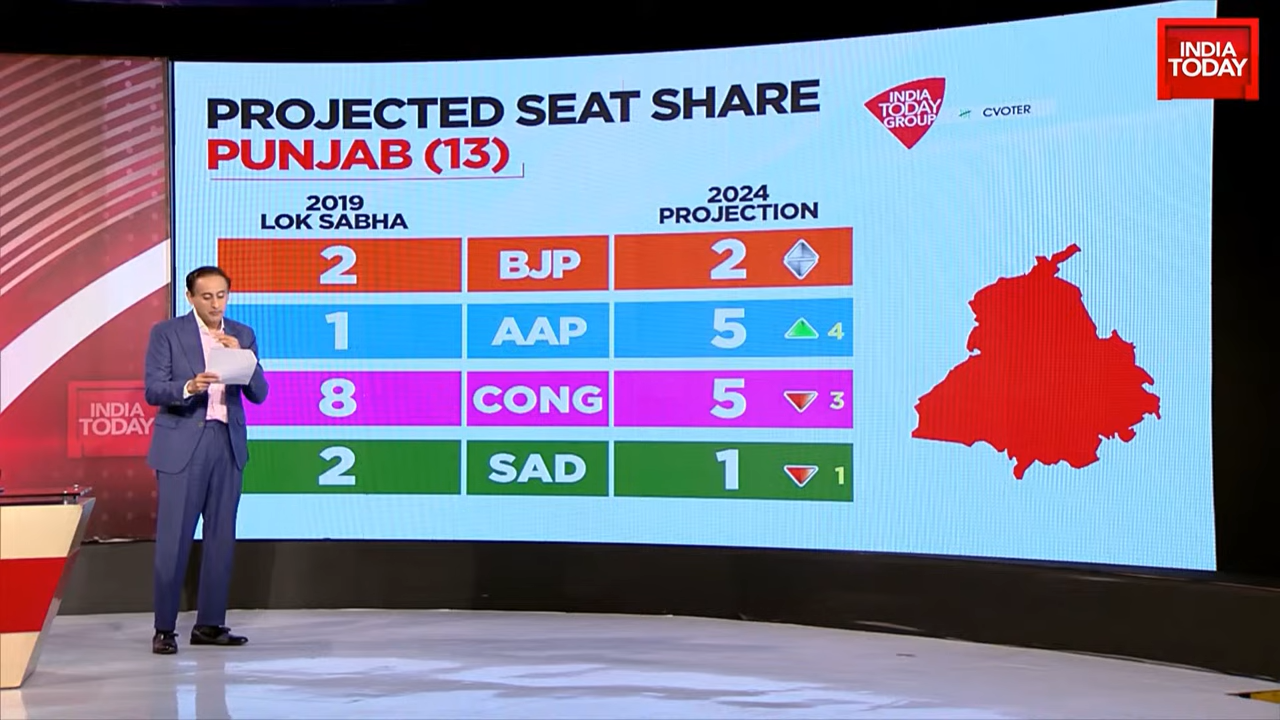 INDIA
TODAY
PROJECTED SEAT SHARE
PUNJAB (13)
INDIA
TODAY
GROUP
CVOTER
2019
LOK SABHA
2024
PROJECTION
2 BJP 2
1 AAP 5 4
8 CONG 5 3
2 SAD 1 1
INDIA
TODAY